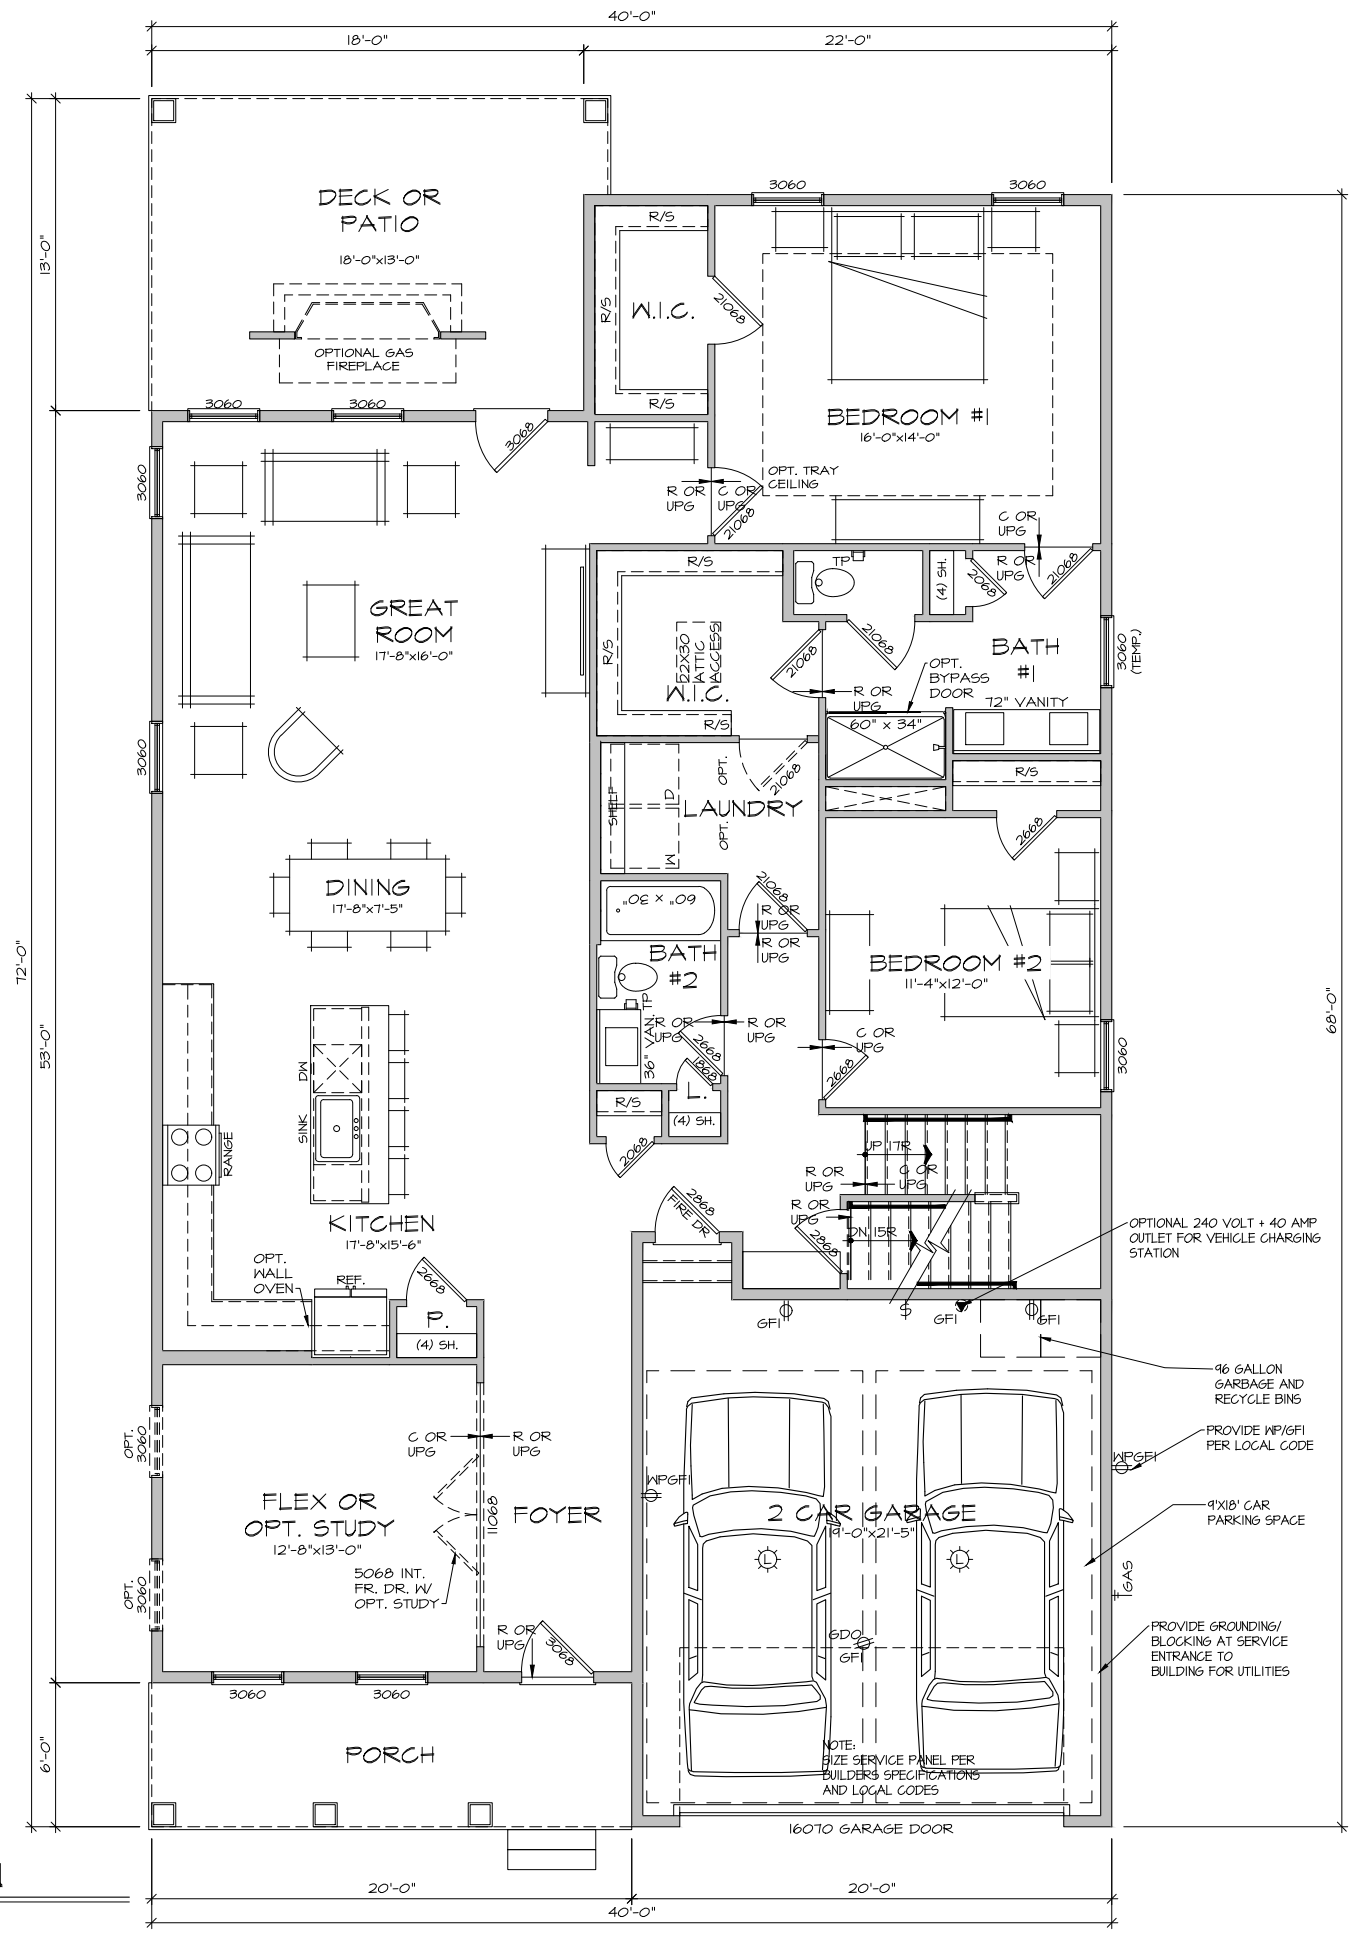 40'-0"
18'-0"
22'-0"
DECK OR
PATIO
18'-0"x13'-0"
OPTIONAL GAS
FIREPLACE
13'-0"
3060
3060
3060
3060
R/S
R/S
W.I.C.
R/S
21068
BEDROOM #1
16'-0"x14'-0"
OPT. TRAY
CEILING
3068
3060
R OR
UPG
C OR
UPG
21068
C OR
UPG
R OR
UPG
21068
GREAT
ROOM
17'-8"x16'-0"
R/S
R/S
22X30
ATTIC
ACCESS
W.I.C.
R/S
TP
21068
(4) SH.
2068
21068
R OR
UPG
BATH
#1
OPT.
BYPASS
DOOR
72" VANITY
60" x 34"
3060
(TEMP.)
3060
SHELF
D
W
OPT.
OPT.
LAUNDRY
21068
R/S
2668
DINING
17'-8"x7'-5"
60" x 30"
21068
R OR
UPG
R OR
UPG
BATH
#2
TP
36" VAN.
R OR
UPG
R OR
UPG
2668
1868
L.
(4) SH.
R/S
2068
BEDROOM #2
11'-4"x12'-0"
C OR
UPG
2668
3060
72'-0"
53'-0"
68'-0"
DW
SINK
RANGE
KITCHEN
17'-8"x15'-6"
OPT.
WALL
OVEN
REF.
2668
P.
(4) SH.
UP 17R
R OR
UPG
C OR
UPG
R OR
UPG
2868
FIRE DR.
2868
DN 15R
OPTIONAL 240 VOLT + 40 AMP
OUTLET FOR VEHICLE CHARGING
STATION
GFI
S
GFI
GFI
96 GALLON
GARBAGE AND
RECYCLE BINS
PROVIDE WP/GFI
PER LOCAL CODE
WPGFI
WPGFI
OPT.
3060
OPT.
3060
C OR
UPG
R OR
UPG
FLEX OR
OPT. STUDY
12'-8"x13'-0"
11068
FOYER
5068 INT.
FR. DR. W/
OPT. STUDY
2 CAR GARAGE
19'-0"x21'-5"
9'X18' CAR
PARKING SPACE
L
L
GAS
GDO
GFI
PROVIDE GROUNDING/
BLOCKING AT SERVICE
ENTRANCE TO
BUILDING FOR UTILITIES
R OR
UPG
3068
3060
3060
PORCH
6'-0"
NOTE:
SIZE SERVICE PANEL PER
BUILDERS SPECIFICATIONS
AND LOCAL CODES
16070 GARAGE DOOR
20'-0"
20'-0"
40'-0"